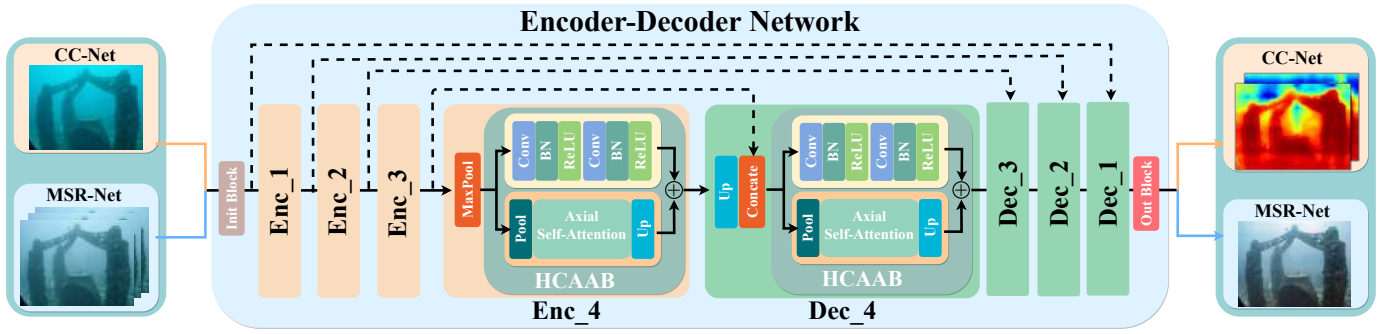 Encoder-Decoder Network
CC-Net
MSR-Net
Init Block
Enc_1
Enc_2
Enc_3
MaxPool
Conv
BN
ReLU
Conv
BN
ReLU
Pool
Axial
Self-Attention
Up
HCAAB
Enc_4
Up
Concate
Conv
BN
ReLU
Conv
BN
ReLU
Pool
Axial
Self-Attention
Up
HCAAB
Dec_4
Dec_3
Dec_2
Dec_1
Out Block
CC-Net
MSR-Net